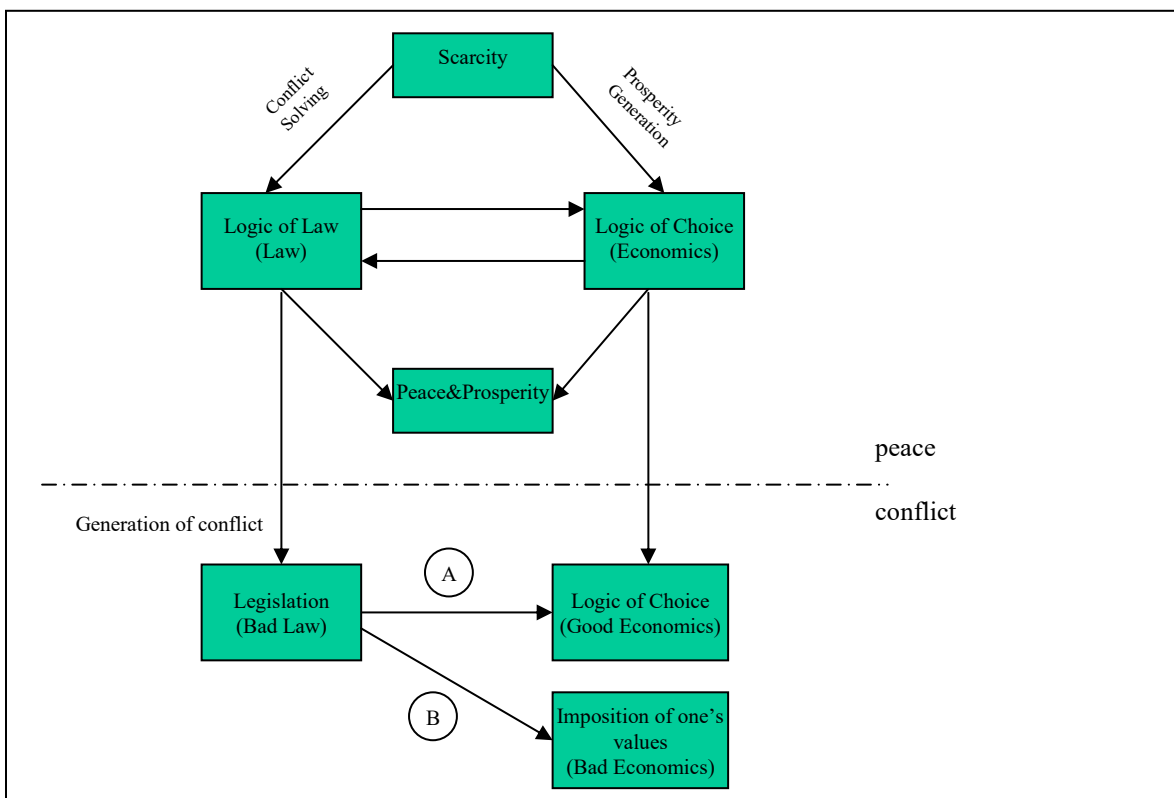 Scarcity
Conflict
Solving
Prosperity
Generation
Logic of Law
(Law)
Logic of Choice
(Economics)
Peace&Prosperity
peace
conflict
Generation of conflict
A
Legislation
(Bad Law)
Logic of Choice
(Good Economics)
B
Imposition of one’s
values
(Bad Economics)